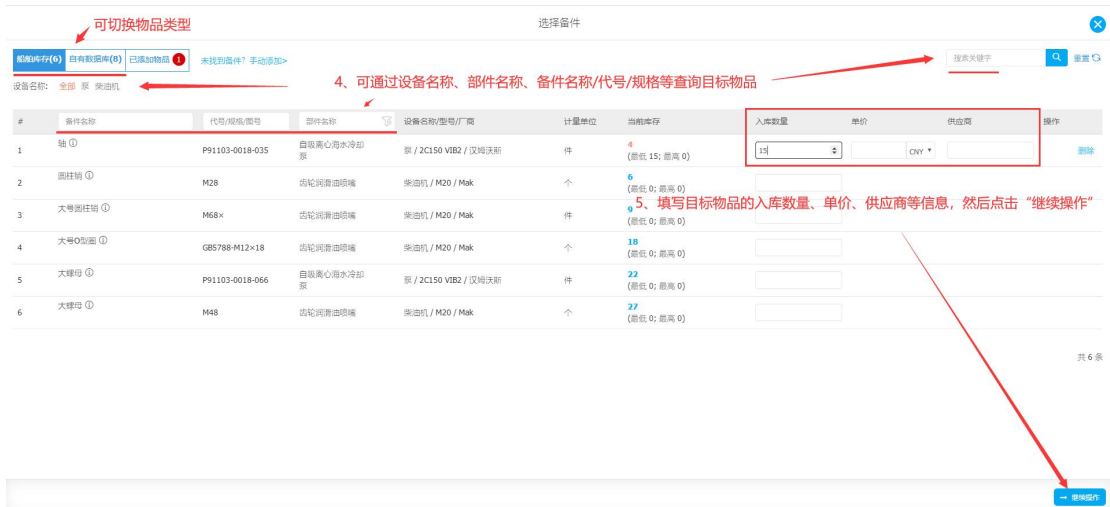 可切换物品类型
选择备件
船舶库存(6) 自有数据库(8) 已添加物品 1 未找到备件？手动添加>
搜索关键字 重置
4、可通过设备名称、部件名称、备件名称/代号/规格等查询目标物品
设备名称: 全部 泵 柴油机
# 备件名称 代号/规格/图号 部件名称 设备名称/型号/厂商 计量单位 当前库存 入库数量 单价 供应商 操作
1 轴 P91103-0018-035 自吸离心海水冷却泵 泵 / 2C150 VIB2 / 汉姆沃斯 件 4 (最低 15; 最高 0) 15 CNY 删除
2 圆柱销 M28 齿轮润滑油喷嘴 柴油机 / M20 / Mak 个 6 (最低 0; 最高 0)
5、填写目标物品的入库数量、单价、供应商等信息，然后点击“继续操作”
3 大号圆柱销 M68× 齿轮润滑油喷嘴 柴油机 / M20 / Mak 件 9 (最低 0; 最高 0)
4 大号O型圈 GB5788-M12×18 齿轮润滑油喷嘴 柴油机 / M20 / Mak 个 18 (最低 0; 最高 0)
5 大螺母 P91103-0018-066 自吸离心海水冷却泵 泵 / 2C150 VIB2 / 汉姆沃斯 件 22 (最低 0; 最高 0)
6 大螺母 M48 齿轮润滑油喷嘴 柴油机 / M20 / Mak 个 27 (最低 0; 最高 0)
共 6 条
→ 继续操作